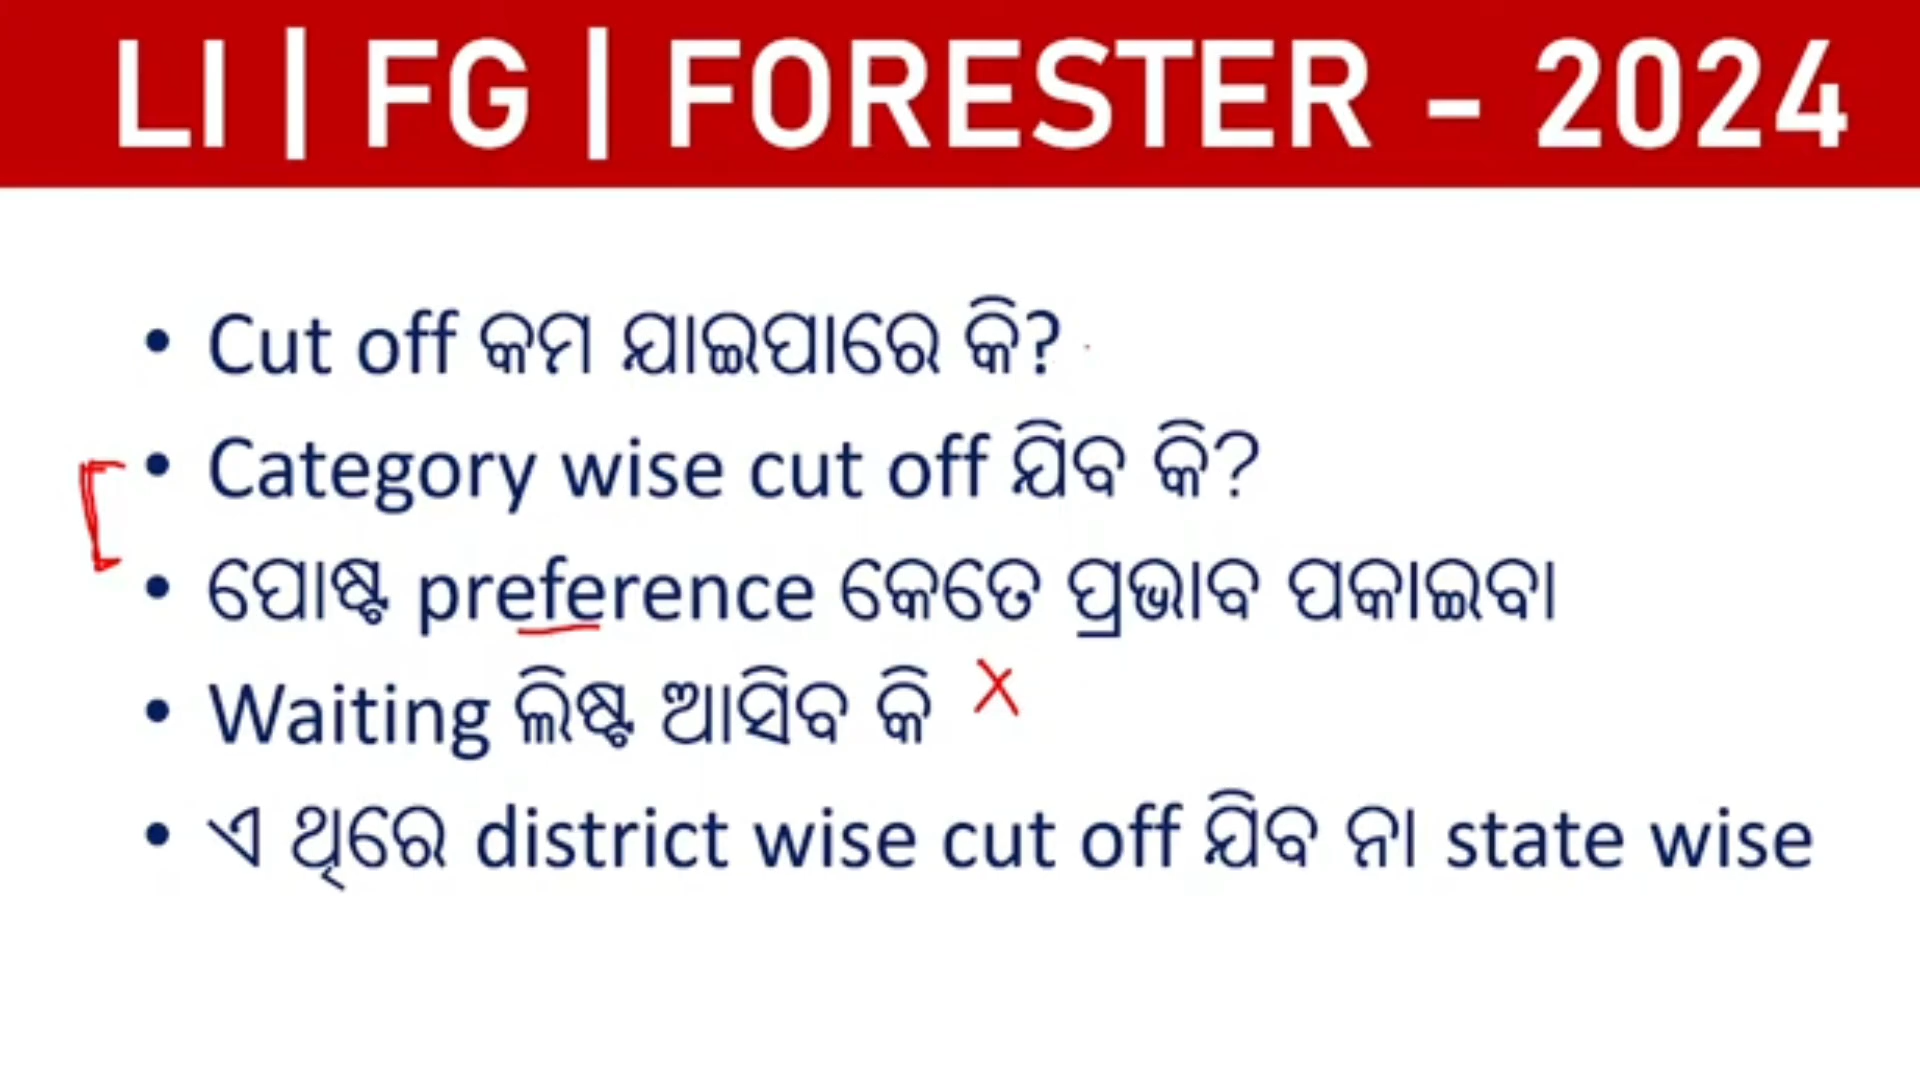 LI | FG | FORESTER - 2024
• Cut off କମ ଯାଇପାରେ କି?
• Category wise cut off ଯିବ କି?
• ପୋଷ୍ଟ preference କେତେ ପ୍ରଭାବ ପକାଇବା
• Waiting ଲିଷ୍ଟ ଆସିବ କି
• ଏ ଥିରେ district wise cut off ଯିବ ନା state wise